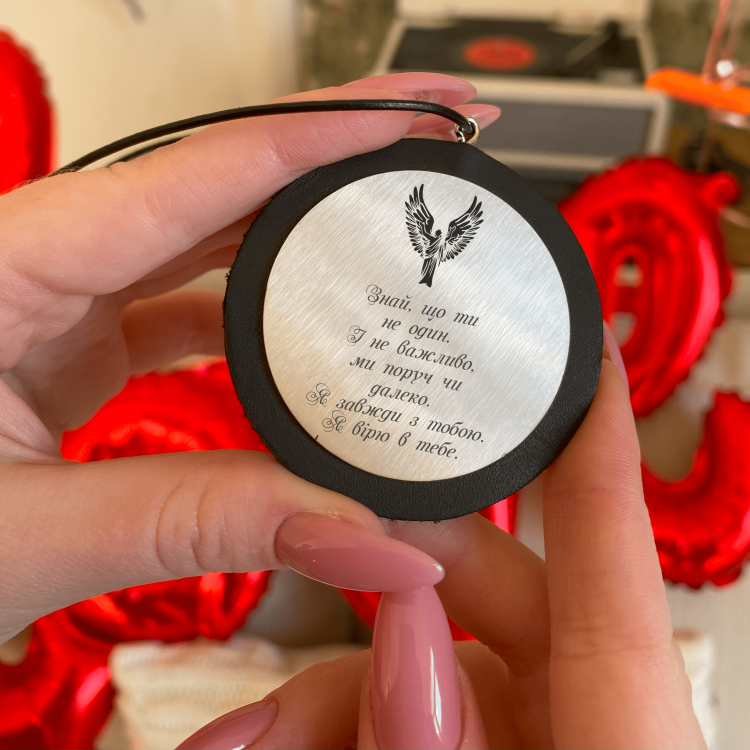 Знай, що ти
не один.
І не важливо,
ми поруч чи
далеко.
Я завжди з тобою.
Я вірю в тебе.